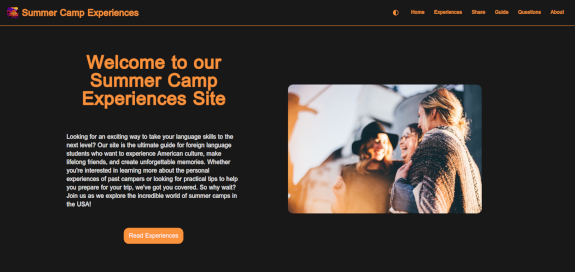 Summer Camp Experiences
Home Experiences Share Guide Questions About
Welcome to our
Summer Camp
Experiences Site
Looking for an exciting way to take your language skills to the
next level? Our site is the ultimate guide for foreign language
students who want to experience American culture, make
lifelong friends, and create unforgettable memories. Whether
you're interested in learning more about the personal
experiences of past campers or looking for practical tips to help
you prepare for your trip, we've got you covered. So why wait?
Join us as we explore the incredible world of summer camps in
the USA!
Read Experiences